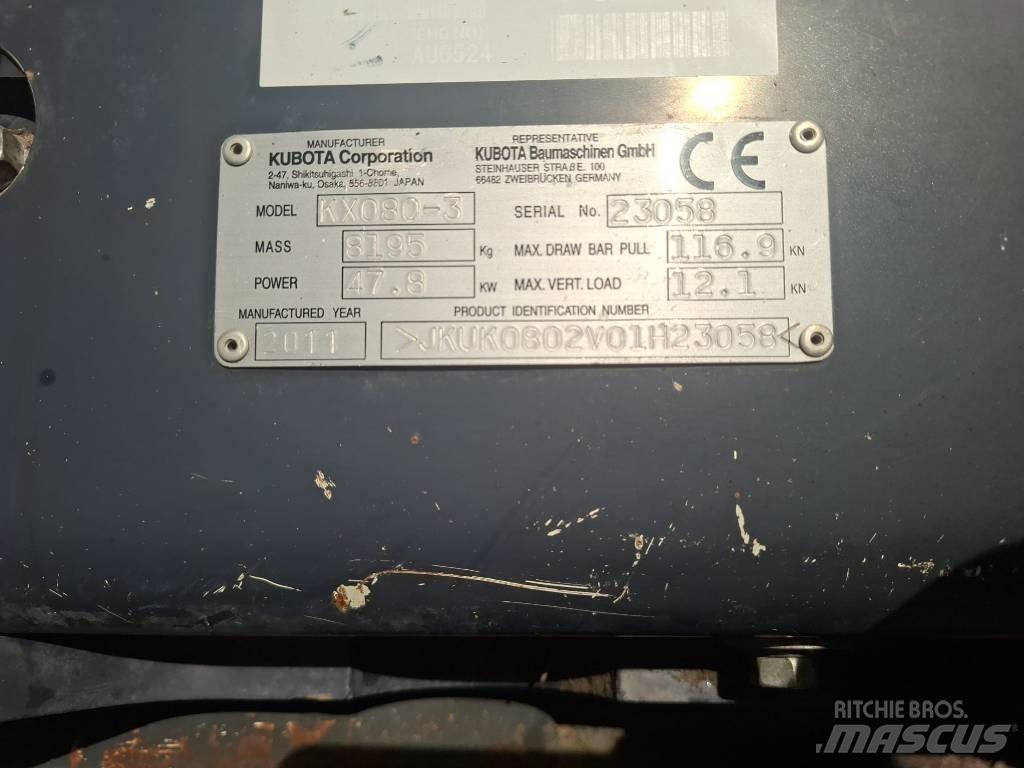 (ENG NO.)
MANUFACTURER
KUBOTA Corporation
2-47, Shikitsuhigashi 1-Chome,
Naniwa-ku, Osaka, 556-8601 JAPAN
REPRESENTATIVE
KUBOTA Baumaschinen GmbH
STEINHAUSER STRAßE 100
66482 ZWEIBRÜCKEN GERMANY
CE
MODEL KX080-3 SERIAL No. 23058
MASS 8195 Kg MAX. DRAW BAR PULL 116.9 KN
POWER 47.8 KW MAX. VERT. LOAD 12.1 KN
MANUFACTURED YEAR PRODUCT IDENTIFICATION NUMBER
2011 >JKUK0802V01H23058<
RITCHIE BROS.
MASCUS